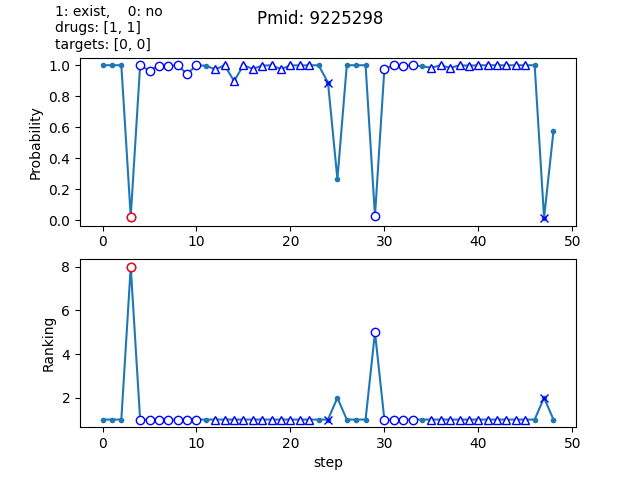 1: exist,    0: no
drugs: [1, 1]
targets: [0, 0]
Pmid: 9225298
Probability
1.0
0.8
0.6
0.4
0.2
0.0
0 10 20 30 40 50
Ranking
8
6
4
2
0 10 20 30 40 50
step